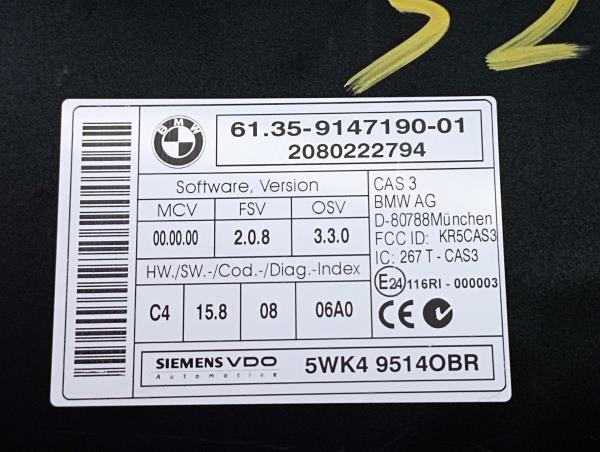 52
BMW
61.35-9147190-01
2080222794
Software, Version
MCV FSV OSV
00.00.00 2.0.8 3.3.0
HW./SW.-/Cod.-/Diag.-Index
C4 15.8 08 06A0
CAS 3
BMW AG
D-80788München
FCC ID: KR5CAS3
IC: 267 T - CAS3
E24 116RI - 000003
CE
SIEMENS VDO
Automotive
5WK4 9514OBR